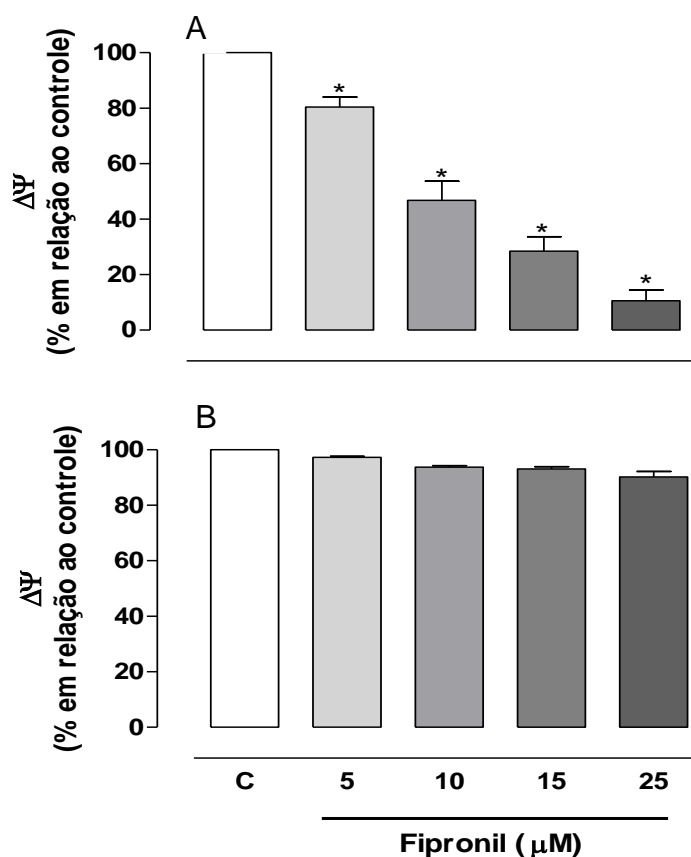 A
ΔΨ
(% em relação ao controle)
100
80
60
40
20
0
*
*
*
*
B
ΔΨ
(% em relação ao controle)
100
80
60
40
20
0
C 5 10 15 25
Fipronil ( μM)